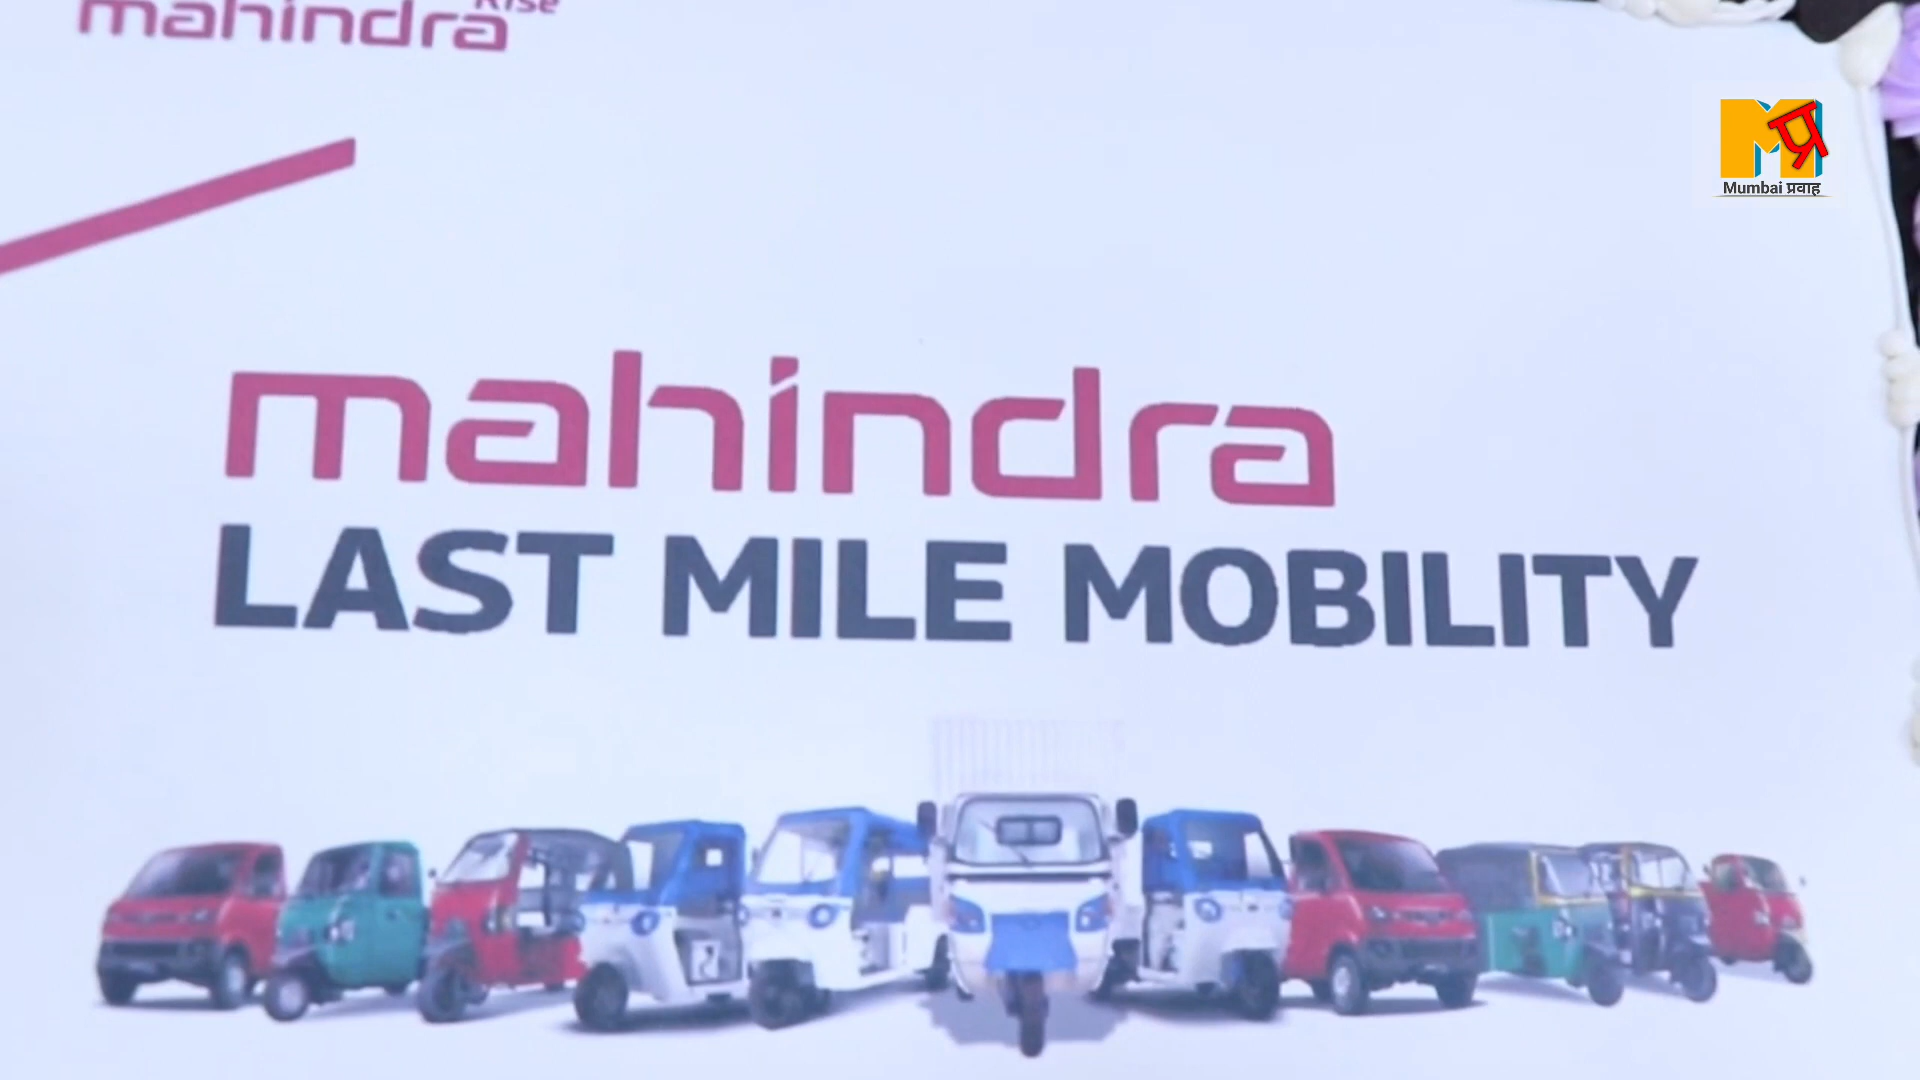 mahindra Rise
M प्र
Mumbai प्रवाह
mahindra
LAST MILE MOBILITY